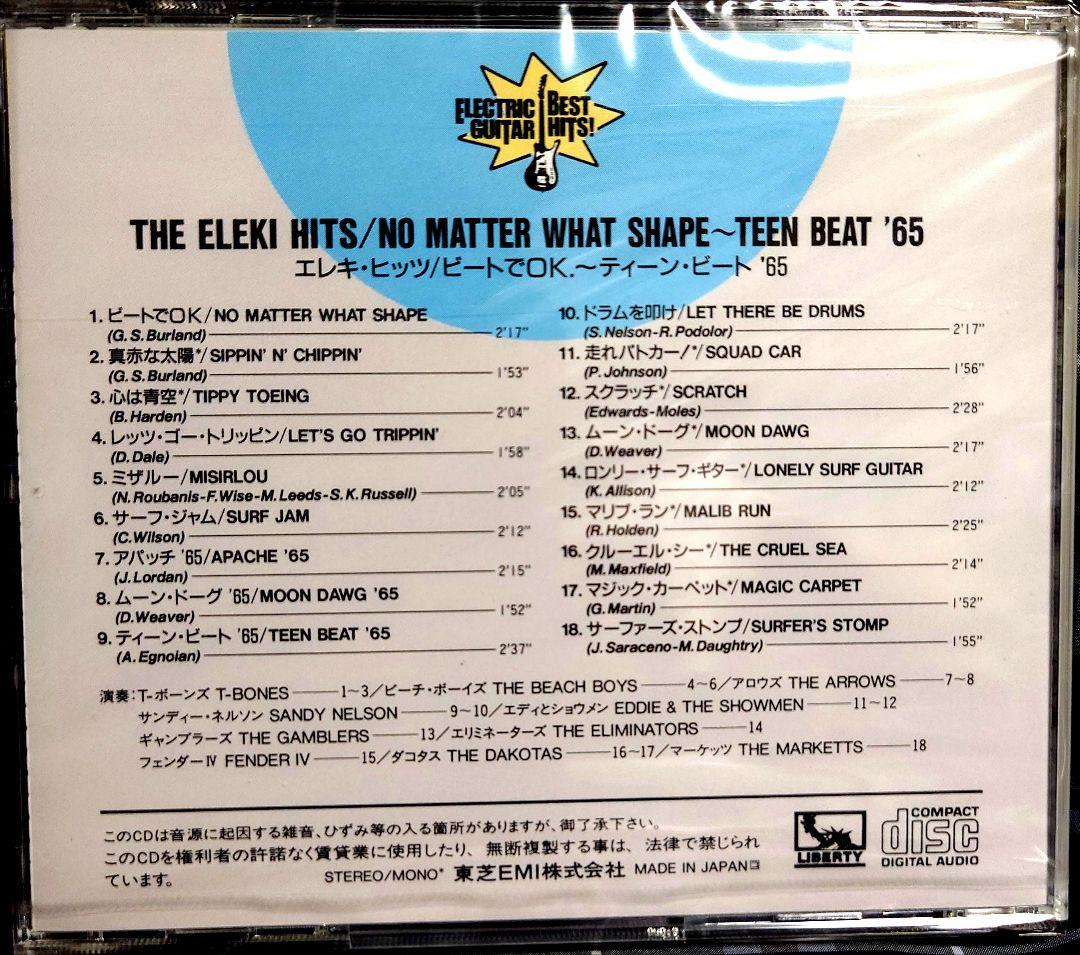 ELECTRIC GUITAR BEST HITS!
THE ELEKI HITS/NO MATTER WHAT SHAPE～TEEN BEAT '65
エレキ・ヒッツ/ビートでOK.～ティーン・ビート '65
1. ビートでOK/NO MATTER WHAT SHAPE
(G.S.Burland) 2'17"
2. 真赤な太陽*/SIPPIN' N' CHIPPIN'
(G.S.Burland) 1'53"
3. 心は青空*/TIPPY TOEING
(B.Harden) 2'04"
4. レッツ・ゴー・トリッピン/LET'S GO TRIPPIN'
(D.Dale) 1'58"
5. ミザルー/MISIRLOU
(N.Roubanis-F.Wise-M.Leeds-S.K.Russell) 2'05"
6. サーフ・ジャム/SURF JAM
(C.Wilson) 2'12"
7. アパッチ '65/APACHE '65
(J.Lordan) 2'15"
8. ムーン・ドーグ '65/MOON DAWG '65
(D.Weaver) 1'52"
9. ティーン・ビート '65/TEEN BEAT '65
(A.Egnoian) 2'37"
10. ドラムを叩け/LET THERE BE DRUMS
(S.Nelson-R.Podolor) 2'17"
11. 走れパトカー!*/SQUAD CAR
(P.Johnson) 1'56"
12. スクラッチ*/SCRATCH
(Edwards-Moles) 2'28"
13. ムーン・ドーグ*/MOON DAWG
(D.Weaver) 2'17"
14. ロンリー・サーフ・ギター*/LONELY SURF GUITAR
(K.Allison) 2'12"
15. マリブ・ラン*/MALIB RUN
(R.Holden) 2'25"
16. クルーエル・シー*/THE CRUEL SEA
(M.Maxfield) 2'14"
17. マジック・カーペット*/MAGIC CARPET
(G.Martin) 1'52"
18. サーファーズ・ストンプ/SURFER'S STOMP
(J.Saraceno-M.Daughtry) 1'55"
演奏:T-ボーンズ T-BONES 1～3/ビーチ・ボーイズ THE BEACH BOYS 4～6/アロウズ THE ARROWS 7～8
サンディー・ネルソン SANDY NELSON 9～10/エディとショウメン EDDIE & THE SHOWMEN 11～12
ギャンブラーズ THE GAMBLERS 13/エリミネーターズ THE ELIMINATORS 14
フェンダーIV FENDER IV 15/ダコタス THE DAKOTAS 16～17/マーケッツ THE MARKETTS 18
このCDは音源に起因する雑音、ひずみ等の入る箇所がありますが、御了承下さい。
このCDを権利者の許諾なく賃貸業に使用したり、無断複製する事は、法律で禁じられ
ています。
STEREO/MONO* 東芝EMI株式会社 MADE IN JAPAN
LIBERTY
COMPACT
disc
DIGITAL AUDIO